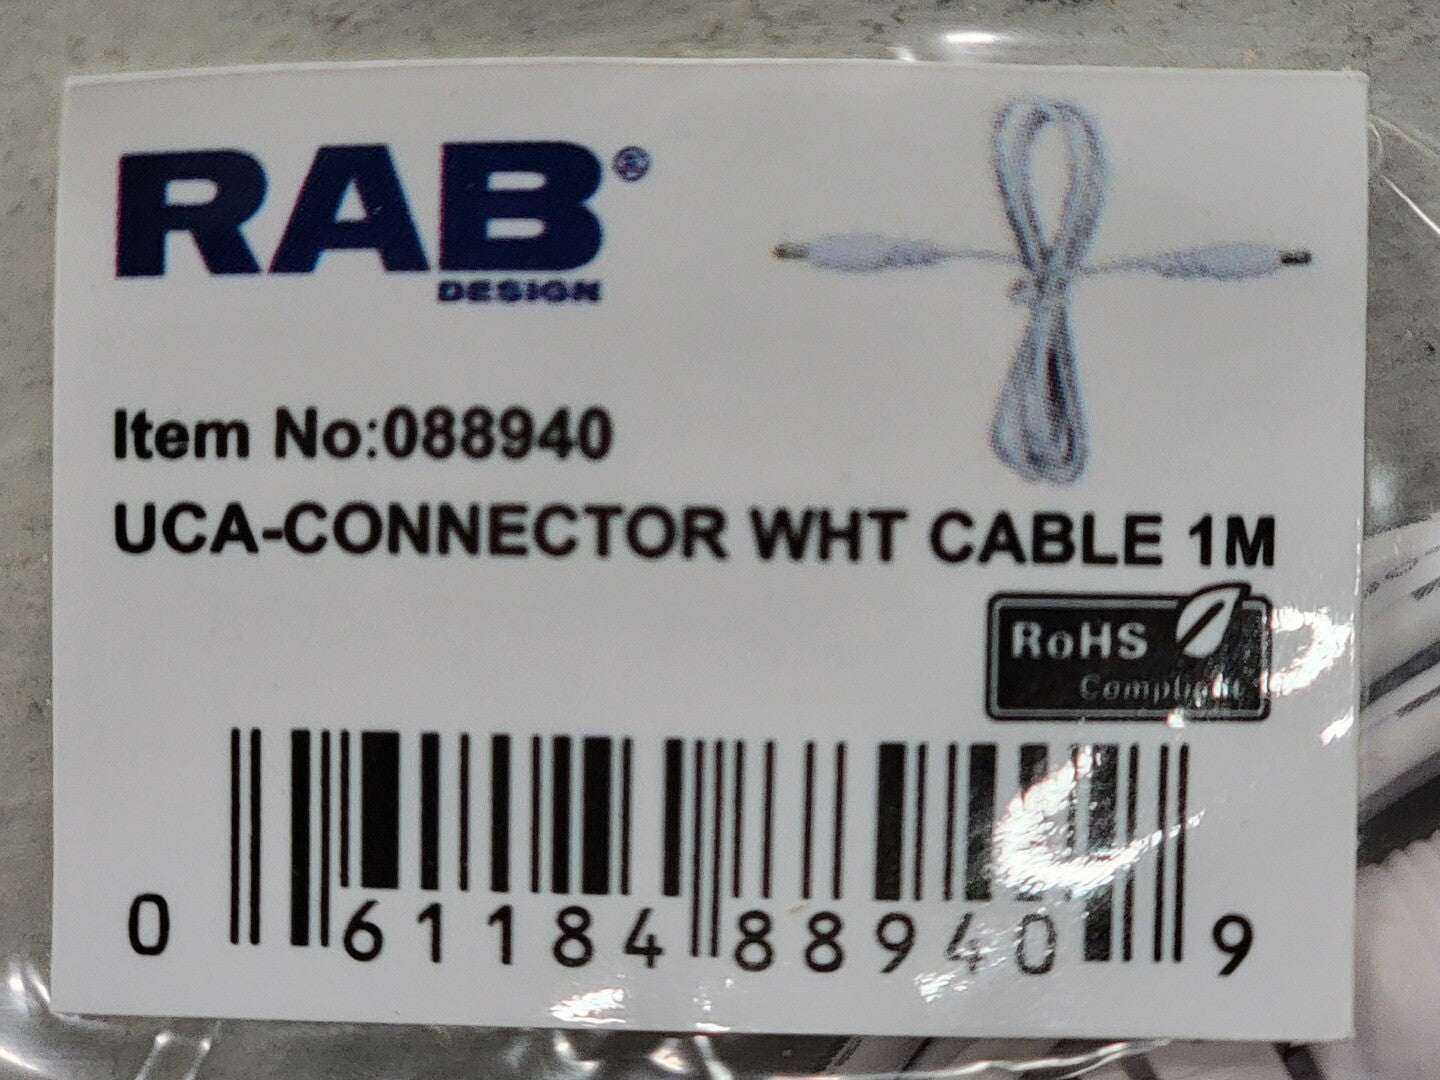 RAB®
DESIGN
Item No:088940
UCA-CONNECTOR WHT CABLE 1M
RoHS
Compliant
0 61184 88940 9